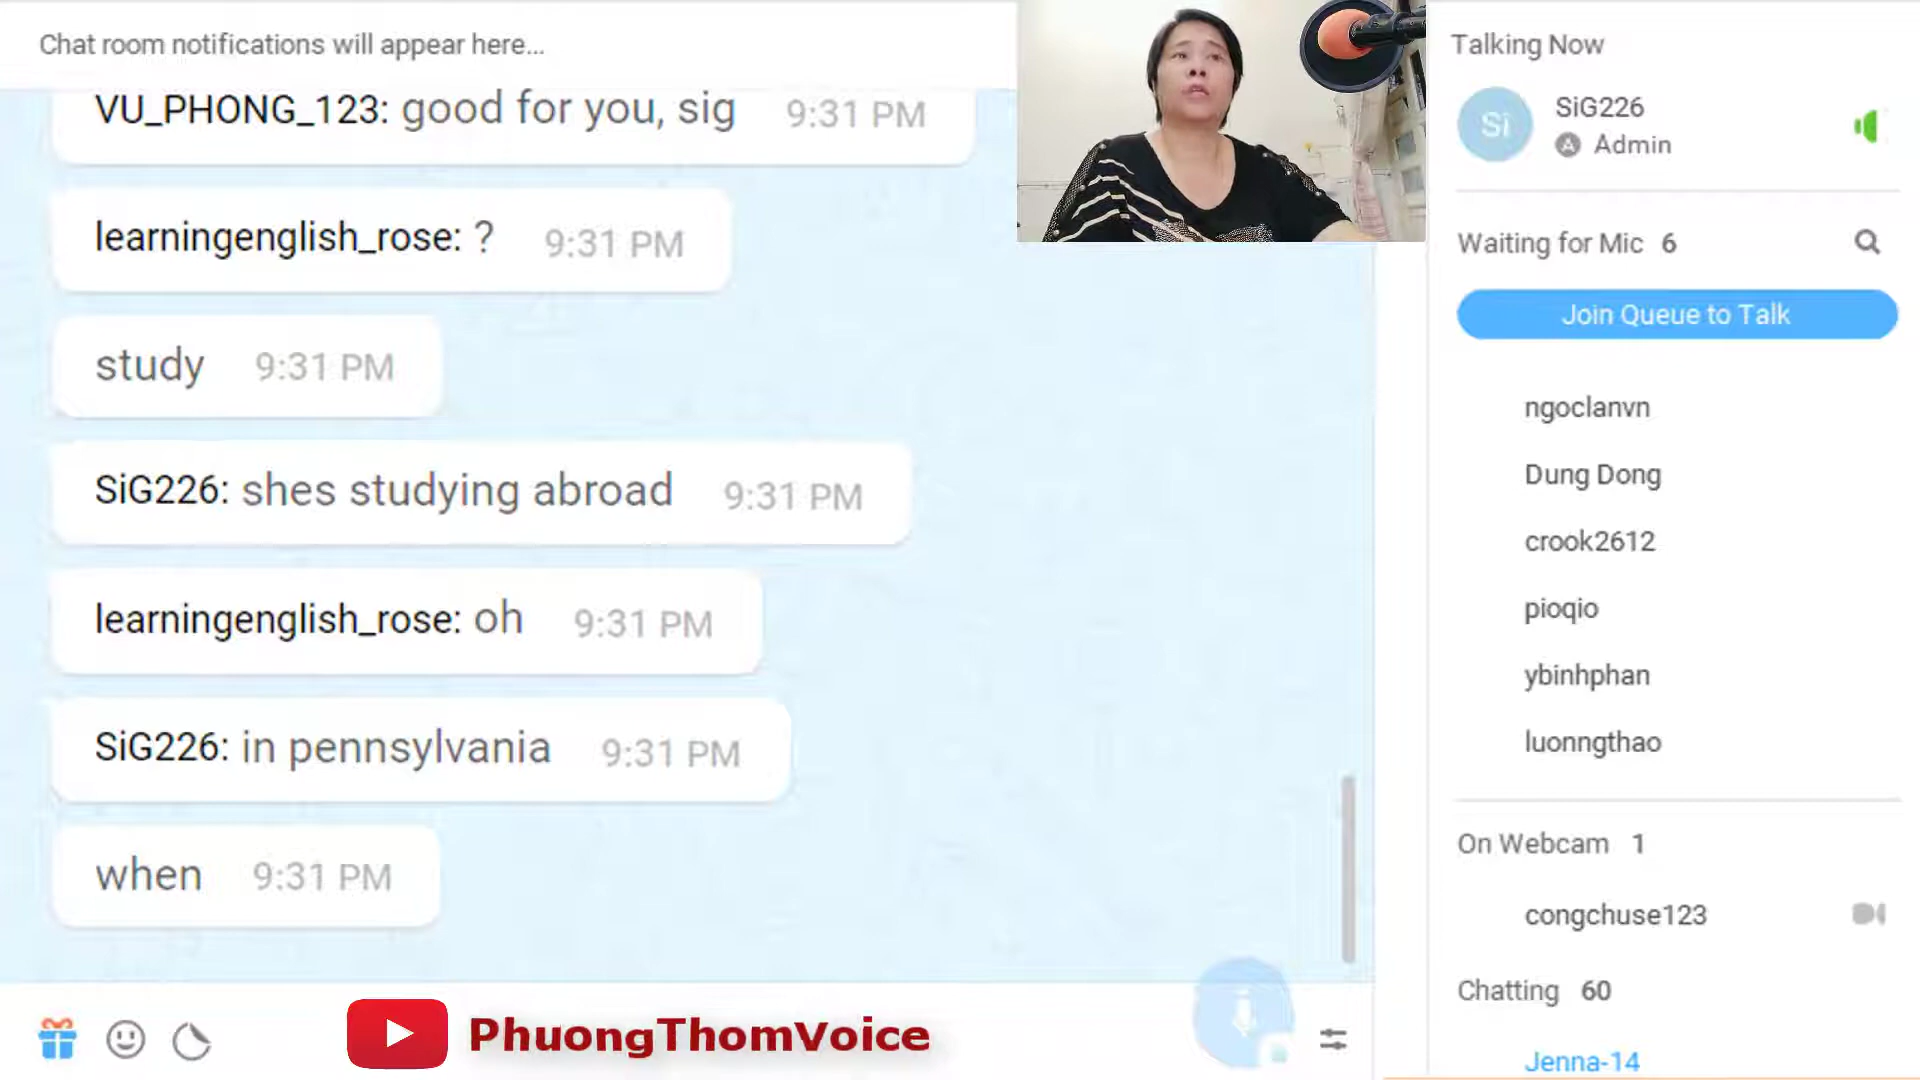 Chat room notifications will appear here...
VU_PHONG_123: good for you, sig 9:31 PM
learningenglish_rose: ? 9:31 PM
study 9:31 PM
SiG226: shes studying abroad 9:31 PM
learningenglish_rose: oh 9:31 PM
SiG226: in pennsylvania 9:31 PM
when 9:31 PM
PhuongThomVoice
Talking Now
Si
SiG226
A Admin
Waiting for Mic 6
Join Queue to Talk
ngoclanvn
Dung Dong
crook2612
pioqio
ybinhphan
luonngthao
On Webcam 1
congchuse123
Chatting 60
Jenna-14